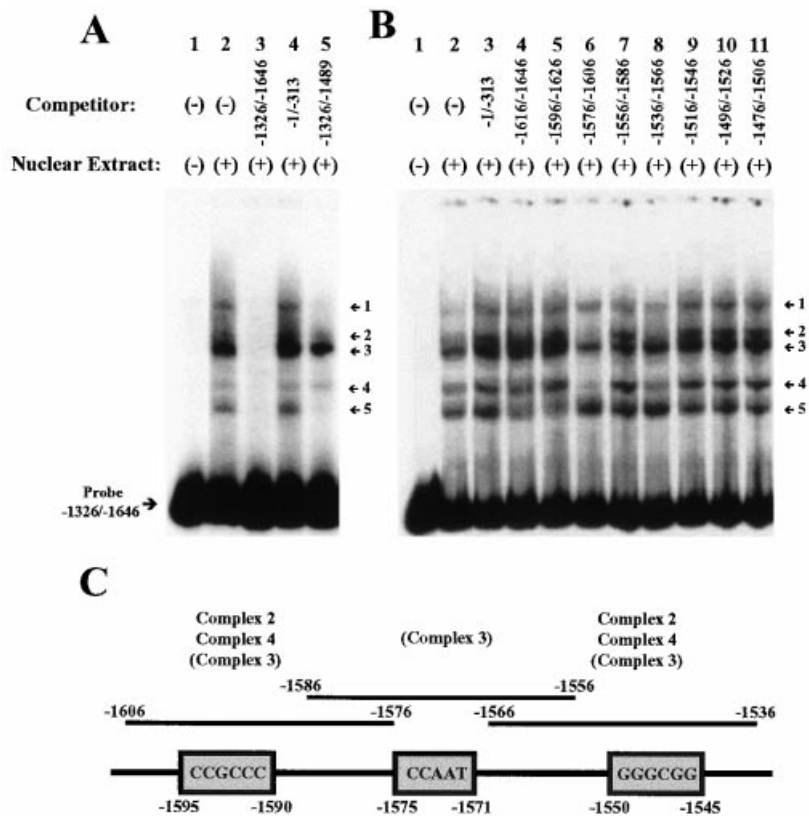 A
1 2 3 4 5
Competitor: (-) (-) -1326/-1646 -1/-313 -1326/-1489
Nuclear Extract: (-) (+) (+) (+) (+)
←1
←2
←3
←4
←5
Probe
-1326/-1646 →
B
1 2 3 4 5 6 7 8 9 10 11
(-) (-) -1/-313 -1616/-1646 -1596/-1626 -1576/-1606 -1556/-1586 -1536/-1566 -1516/-1546 -1496/-1526 -1476/-1506
(-) (+) (+) (+) (+) (+) (+) (+) (+) (+) (+)
←1
←2
←3
←4
←5
C
Complex 2
Complex 4
(Complex 3)
(Complex 3)
Complex 2
Complex 4
(Complex 3)
-1586 -1556
-1606 -1576 -1566 -1536
CCGCCC CCAAT GGGCGG
-1595 -1590 -1575 -1571 -1550 -1545